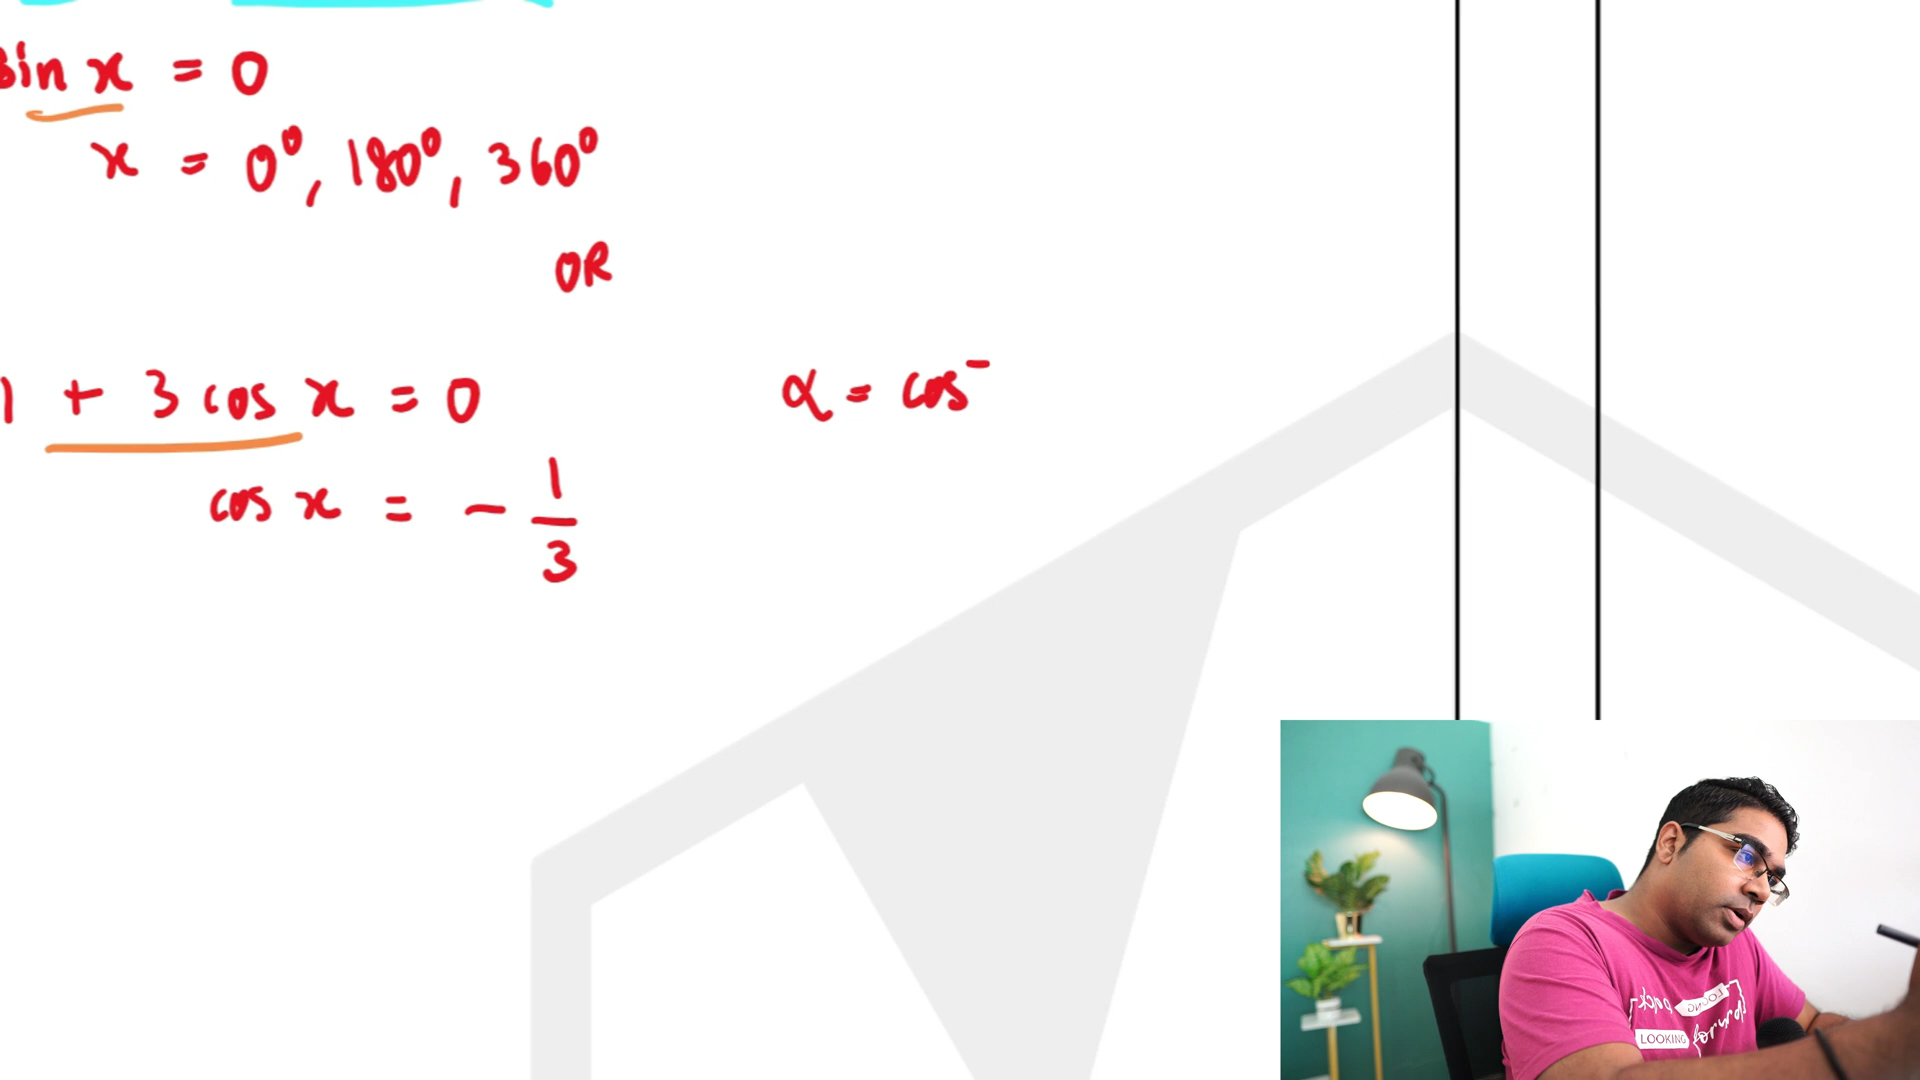 sin x = 0
x = 0°, 180°, 360°
OR
1 + 3 cos x = 0
α = cos⁻
cos x = - 1/3
LOOKING